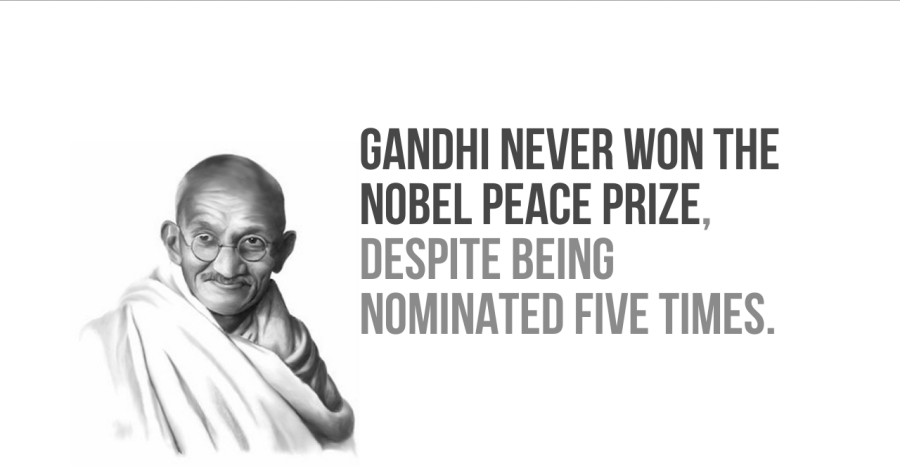 GANDHI NEVER WON THE
NOBEL PEACE PRIZE,
DESPITE BEING
NOMINATED FIVE TIMES.